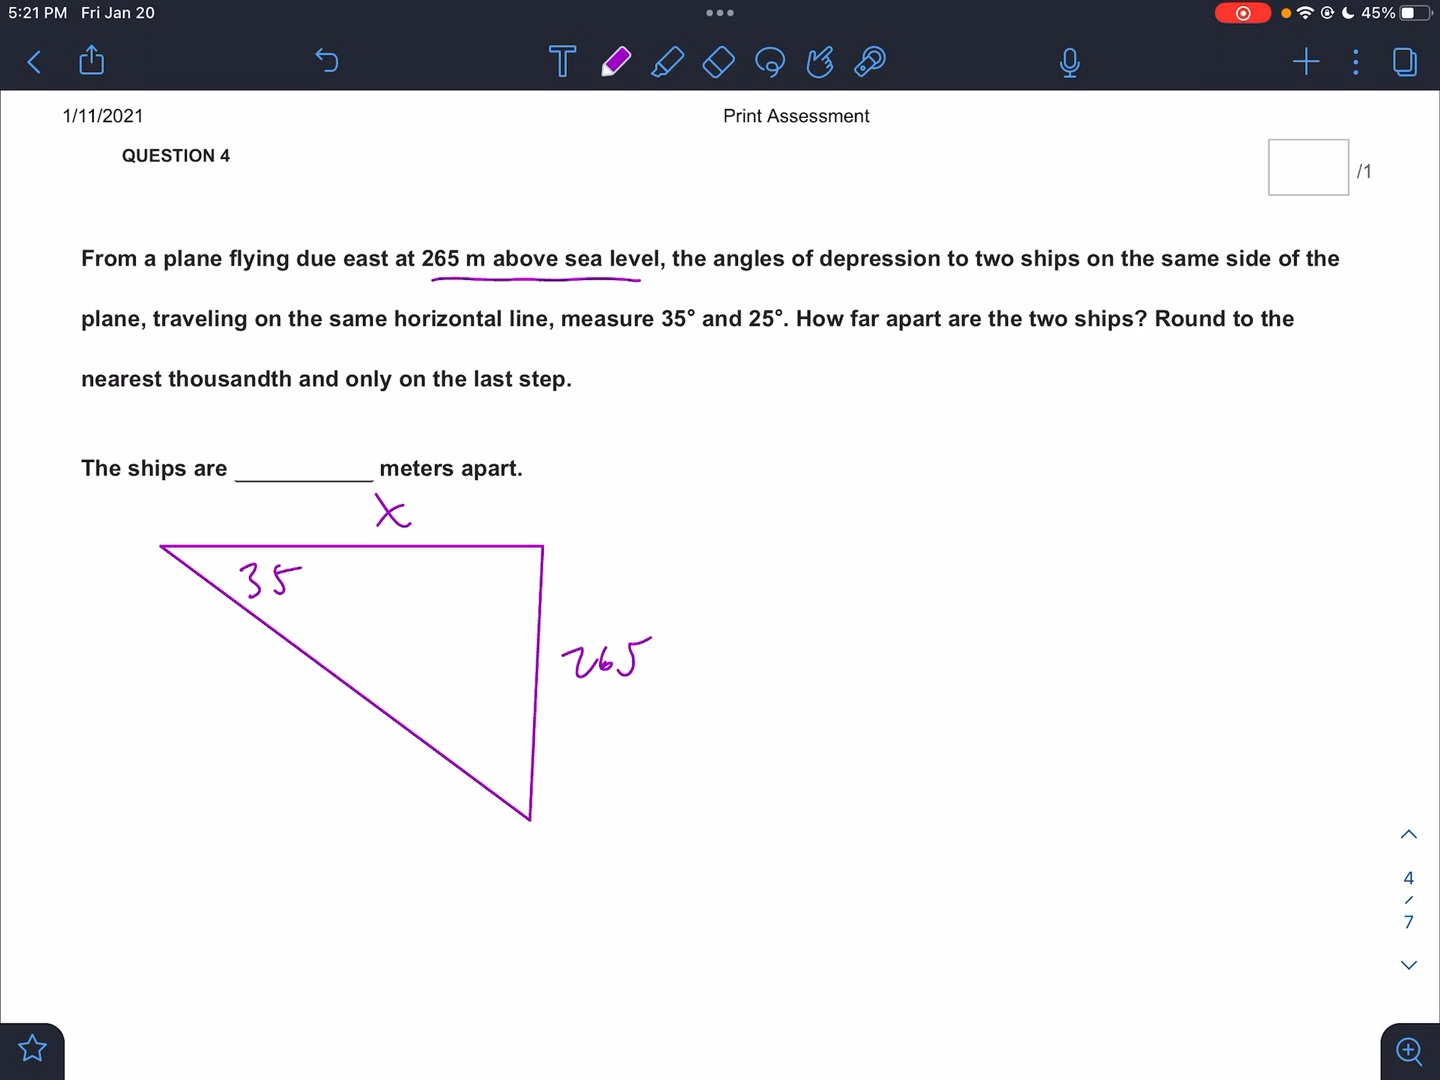 5:21 PM Fri Jan 20
45%
1/11/2021 Print Assessment
QUESTION 4
/1
From a plane flying due east at 265 m above sea level, the angles of depression to two ships on the same side of the
plane, traveling on the same horizontal line, measure 35° and 25°. How far apart are the two ships? Round to the
nearest thousandth and only on the last step.
The ships are ____________ meters apart.
x
35
265
4
/
7